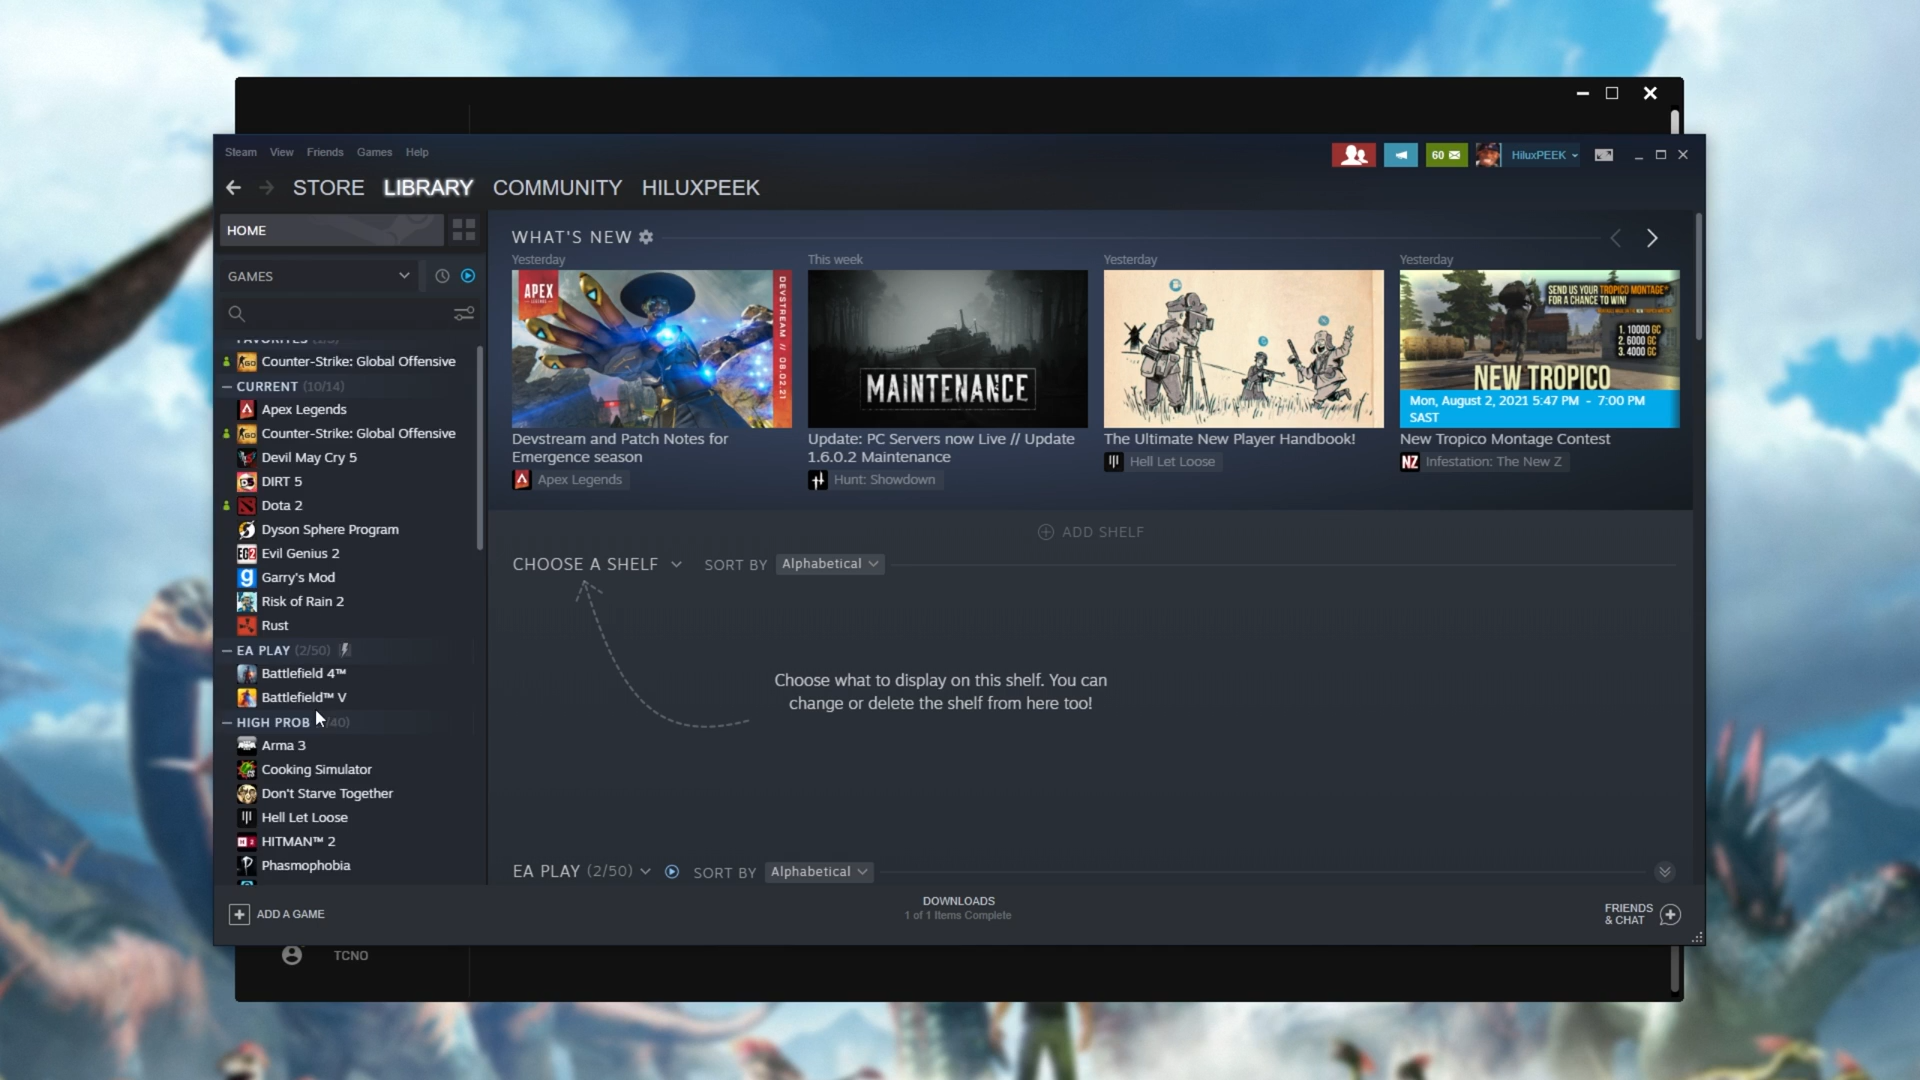 Steam View Friends Games Help
60
HiluxPEEK
STORE LIBRARY COMMUNITY HILUXPEEK
HOME
GAMES
Counter-Strike: Global Offensive
CURRENT (10/14)
Apex Legends
Counter-Strike: Global Offensive
Devil May Cry 5
DIRT 5
Dota 2
Dyson Sphere Program
Evil Genius 2
Garry's Mod
Risk of Rain 2
Rust
EA PLAY (2/50)
Battlefield 4™
Battlefield™ V
HIGH PROB
Arma 3
Cooking Simulator
Don't Starve Together
Hell Let Loose
HITMAN™ 2
Phasmophobia
ADD A GAME
WHAT'S NEW
Yesterday
APEX
DEVSTREAM // 08.02.21
Devstream and Patch Notes for
Emergence season
Apex Legends
This week
MAINTENANCE
Update: PC Servers now Live // Update
1.6.0.2 Maintenance
Hunt: Showdown
Yesterday
The Ultimate New Player Handbook!
Hell Let Loose
Yesterday
SEND US YOUR TROPICO MONTAGE*
FOR A CHANCE TO WIN!
1. 10000 GC
2. 6000 GC
3. 4000 GC
NEW TROPICO
Mon, August 2, 2021 5:47 PM - 7:00 PM
SAST
New Tropico Montage Contest
NZ
Infestation: The New Z
ADD SHELF
CHOOSE A SHELF
SORT BY Alphabetical
Choose what to display on this shelf. You can
change or delete the shelf from here too!
EA PLAY (2/50)
SORT BY Alphabetical
DOWNLOADS
1 of 1 Items Complete
FRIENDS
& CHAT
TCNO